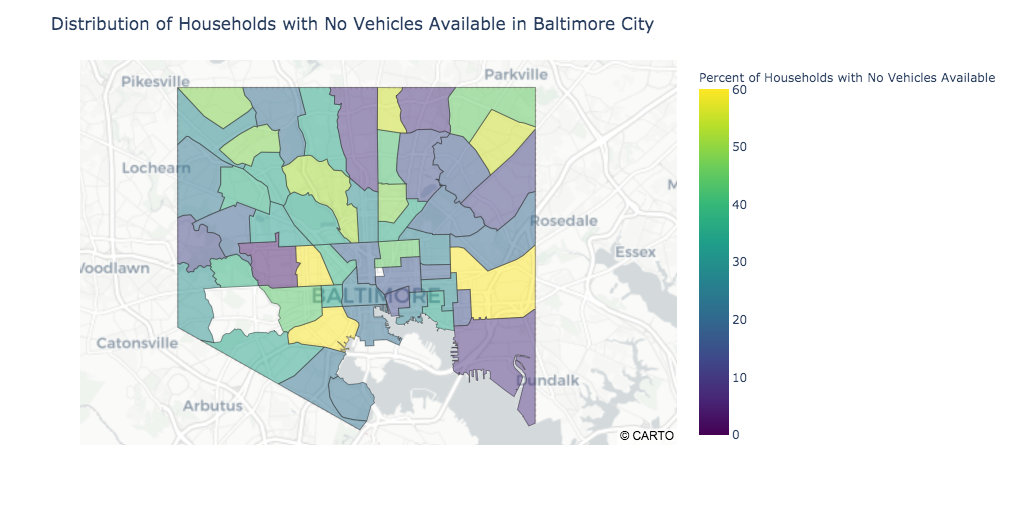 Distribution of Households with No Vehicles Available in Baltimore City
Pikesville
Parkville
Percent of Households with No Vehicles Available
60
50
Lochearn
M
40
Rosedale
Essex
Voodlawn
30
BALTIMORE
20
Catonsville
Dundalk
10
Arbutus
© CARTO
0